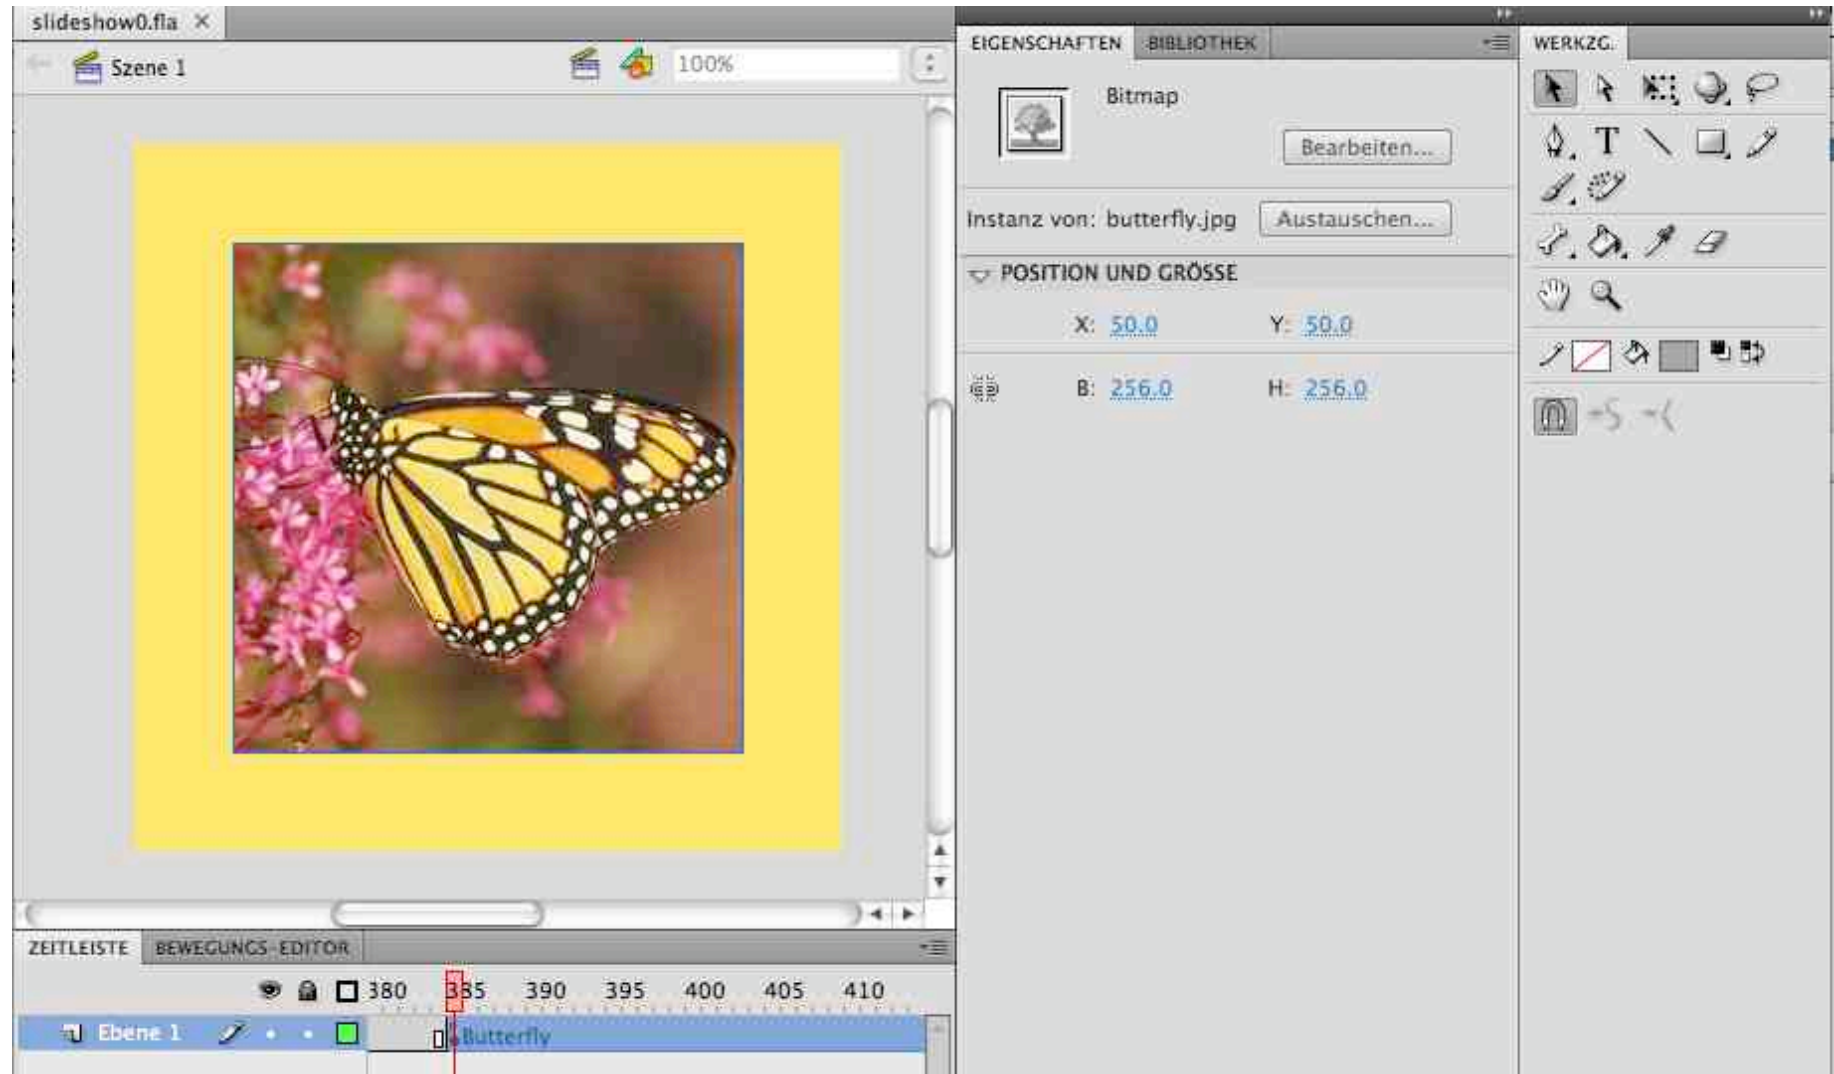 slideshow0.fla ×
Szene 1
100%
ZEITLEISTE BEWEGUNGS-EDITOR
380 385 390 395 400 405 410
Ebene 1
Butterfly
EIGENSCHAFTEN BIBLIOTHEK
Bitmap
Bearbeiten...
Instanz von: butterfly.jpg Austauschen...
POSITION UND GRÖSSE
X: 50.0 Y: 50.0
B: 256.0 H: 256.0
WERKZG.
T